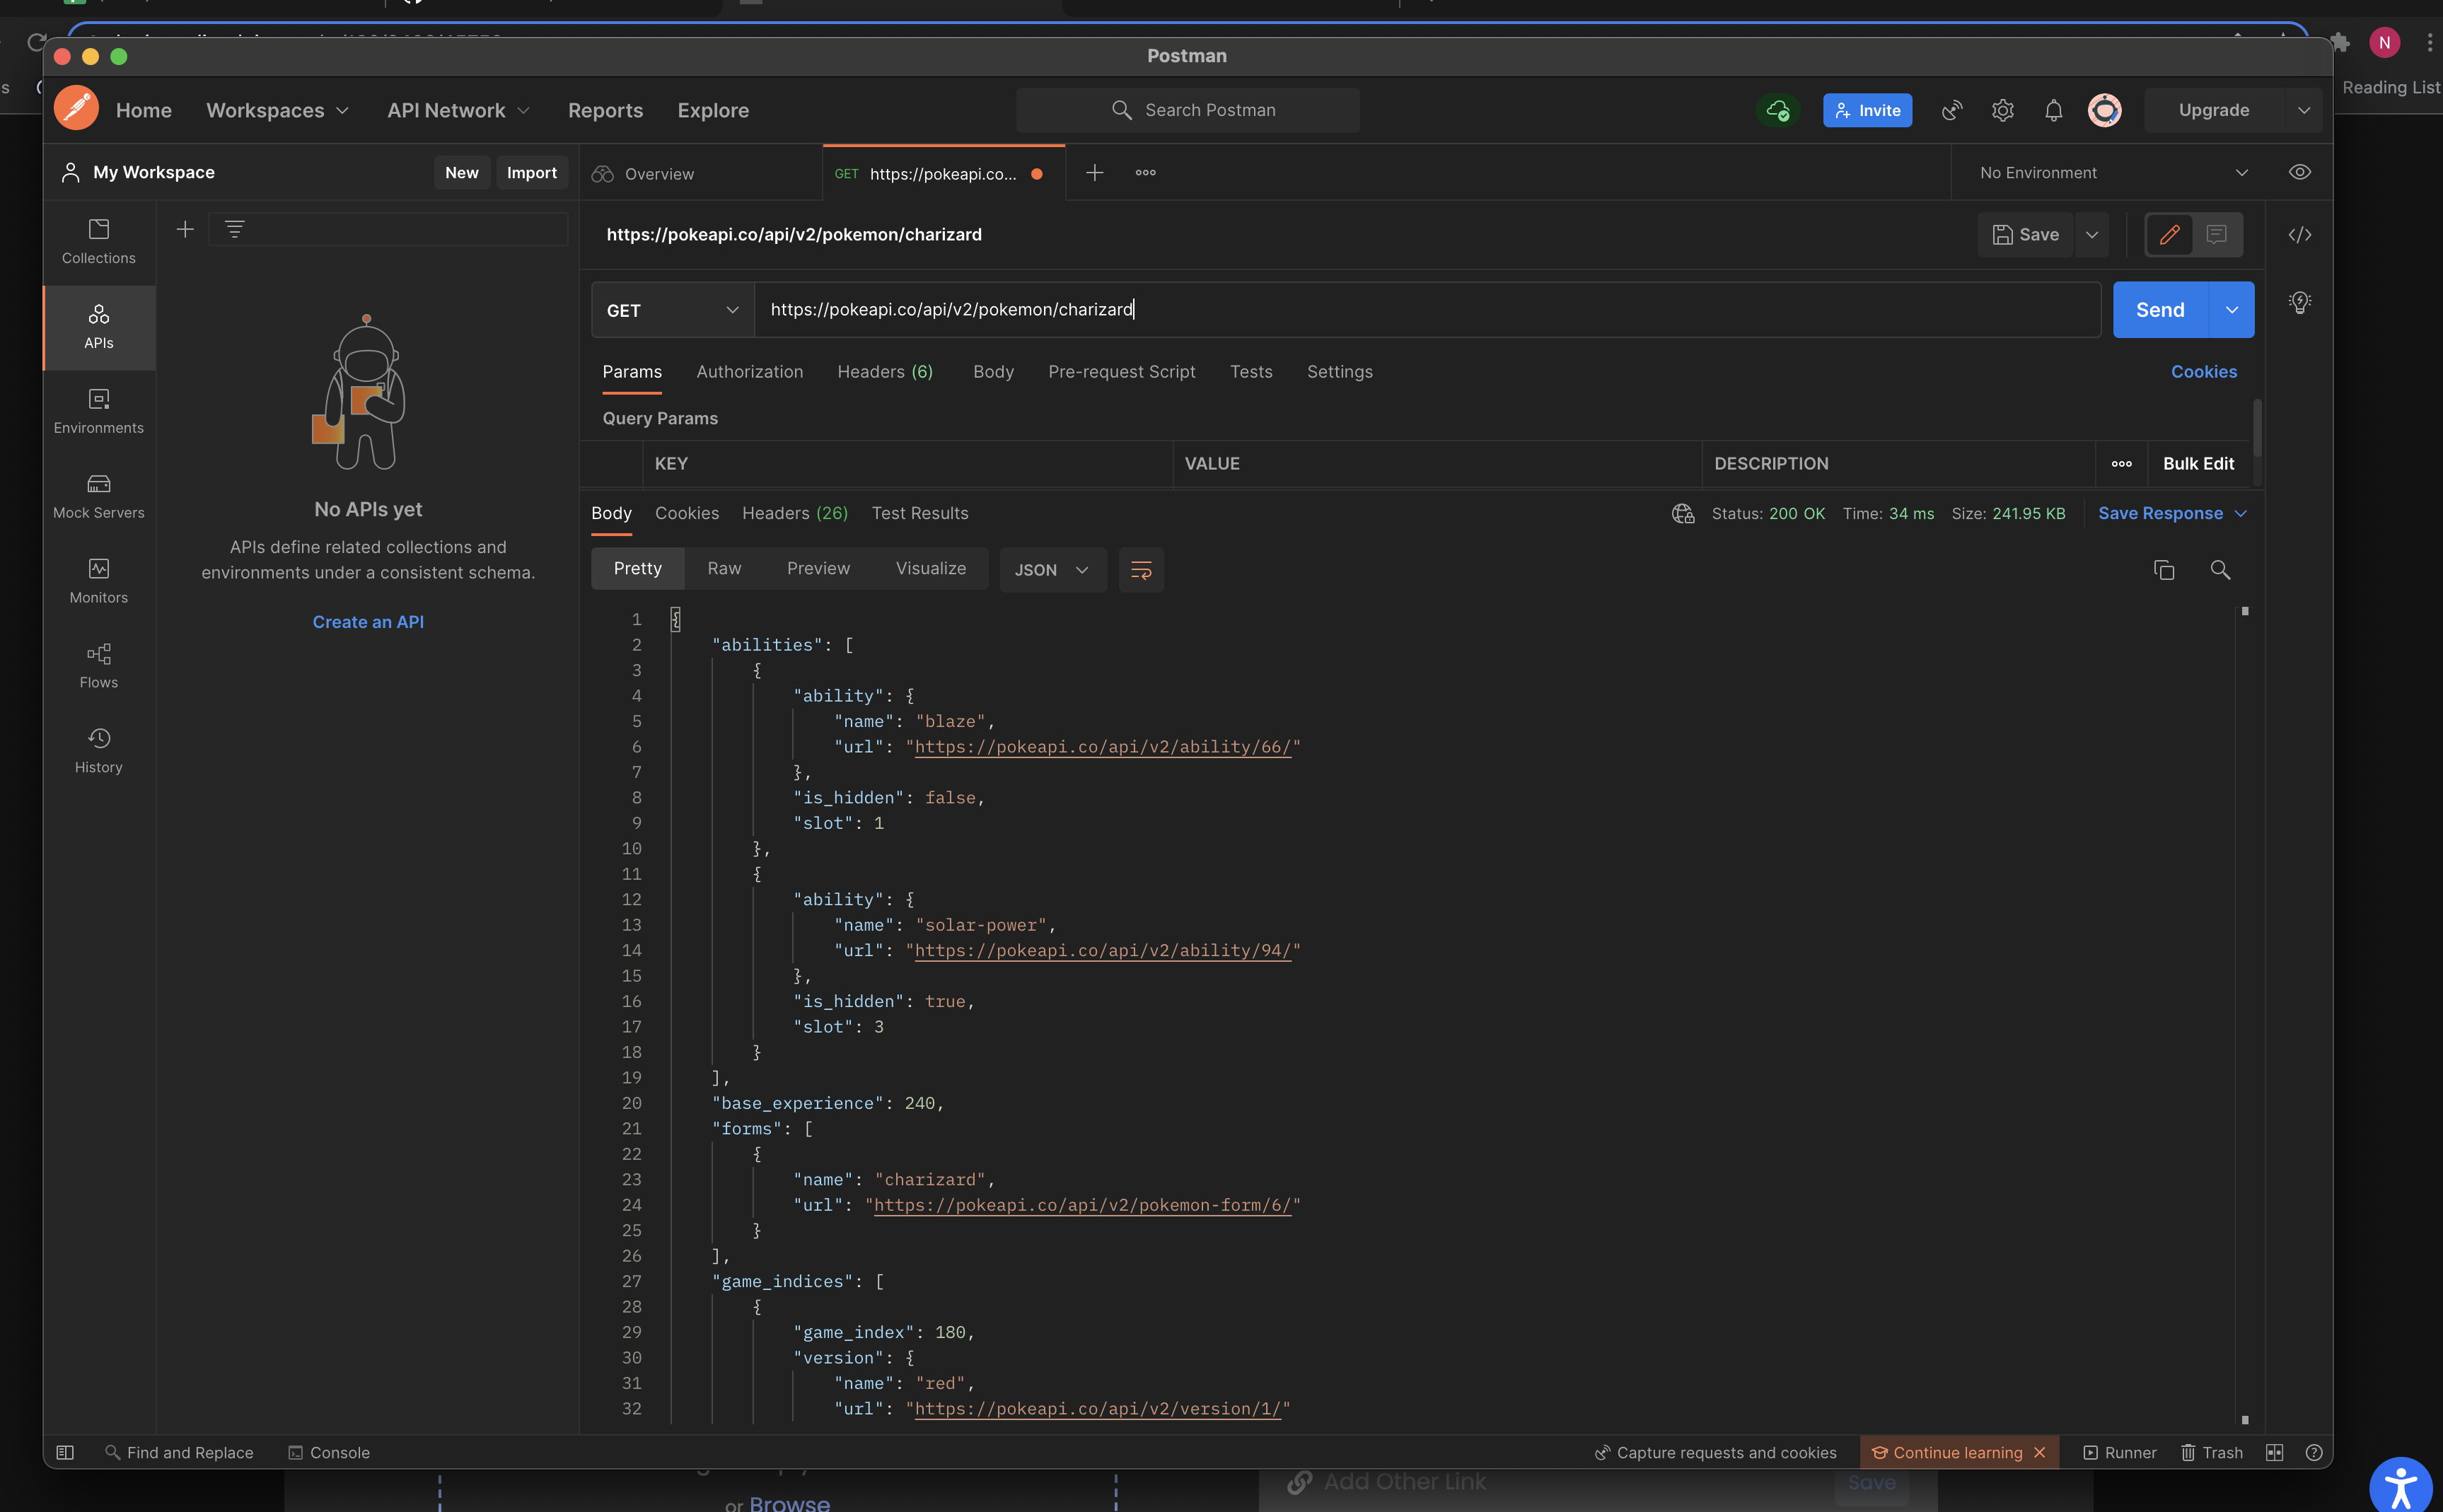 Postman
N
Reading List
Home
Workspaces
API Network
Reports
Explore
Search Postman
Invite
Upgrade
My Workspace
New
Import
Overview
GET https://pokeapi.co...
No Environment
Collections
APIs
Environments
Mock Servers
Monitors
Flows
History
No APIs yet
APIs define related collections and
environments under a consistent schema.
Create an API
https://pokeapi.co/api/v2/pokemon/charizard
Save
</>
GET
https://pokeapi.co/api/v2/pokemon/charizard
Send
Params
Authorization
Headers (6)
Body
Pre-request Script
Tests
Settings
Cookies
Query Params
KEY
VALUE
DESCRIPTION
Bulk Edit
Body
Cookies
Headers (26)
Test Results
Status: 200 OK
Time: 34 ms
Size: 241.95 KB
Save Response
Pretty
Raw
Preview
Visualize
JSON
1 {
2 "abilities": [
3 {
4 "ability": {
5 "name": "blaze",
6 "url": "https://pokeapi.co/api/v2/ability/66/"
7 },
8 "is_hidden": false,
9 "slot": 1
10 },
11 {
12 "ability": {
13 "name": "solar-power",
14 "url": "https://pokeapi.co/api/v2/ability/94/"
15 },
16 "is_hidden": true,
17 "slot": 3
18 }
19 ],
20 "base_experience": 240,
21 "forms": [
22 {
23 "name": "charizard",
24 "url": "https://pokeapi.co/api/v2/pokemon-form/6/"
25 }
26 ],
27 "game_indices": [
28 {
29 "game_index": 180,
30 "version": {
31 "name": "red",
32 "url": "https://pokeapi.co/api/v2/version/1/"
Find and Replace
Console
Capture requests and cookies
Continue learning
Runner
Trash
Add Other Link
Save
or Browse